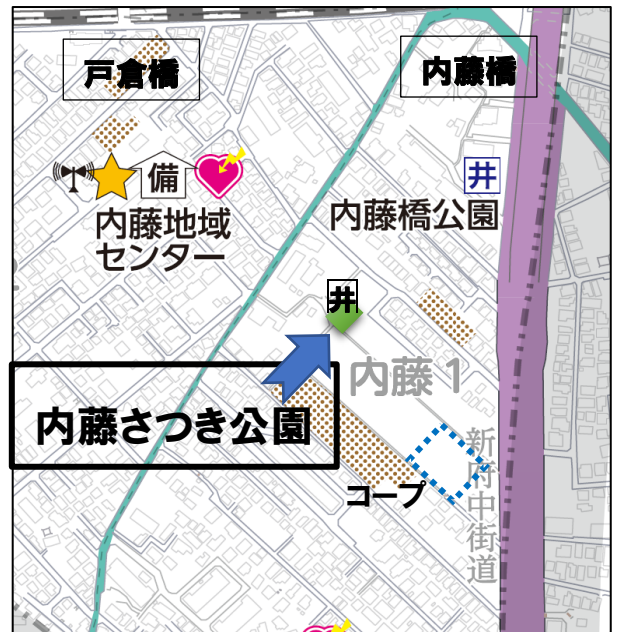 戸倉橋
内藤橋
備
井
内藤地域
センター
内藤橋公園
井
内藤1
内藤さつき公園
コープ
新府中街道